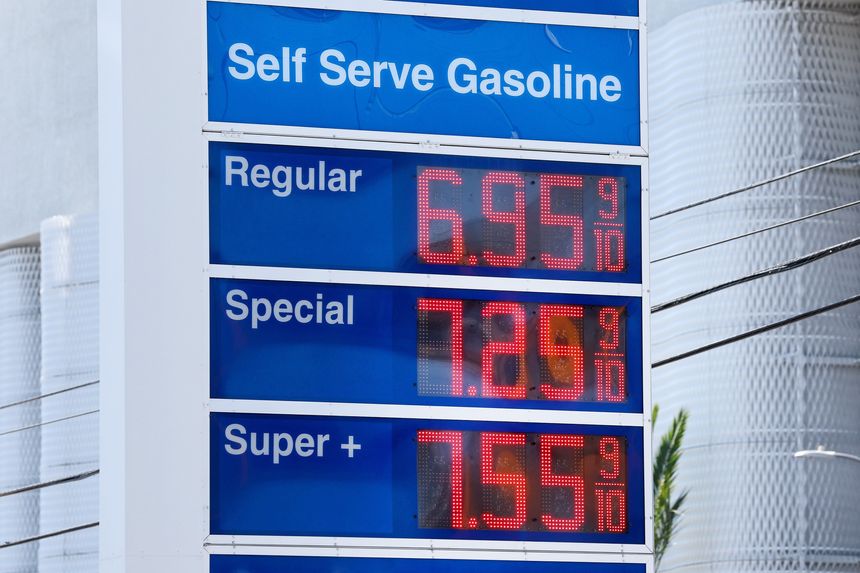 Self Serve Gasoline
Regular 6.95 9/10
Special 7.25 9/10
Super + 7.55 9/10